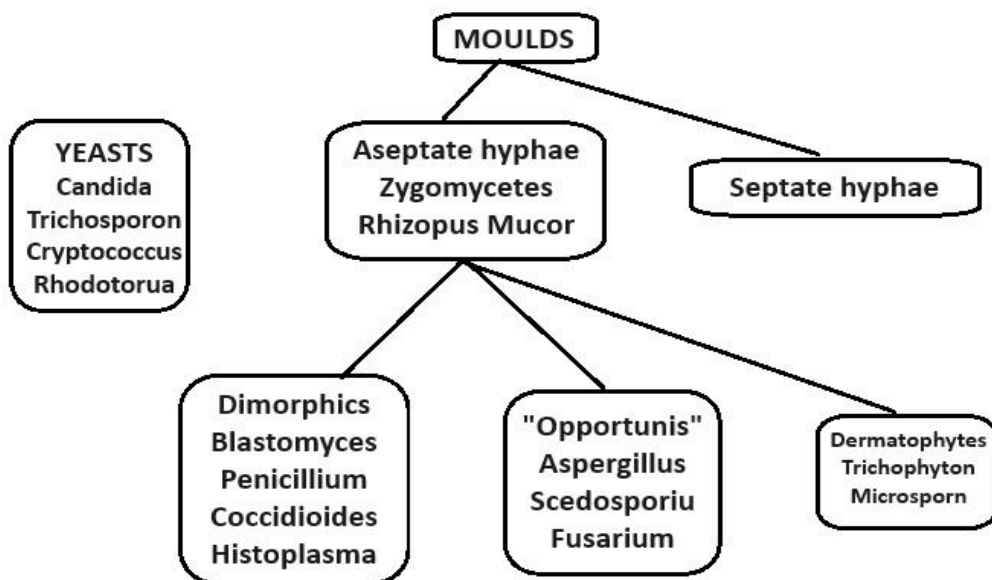 MOULDS
YEASTS
Candida
Trichosporon
Cryptococcus
Rhodotorua
Aseptate hyphae
Zygomycetes
Rhizopus Mucor
Septate hyphae
Dimorphics
Blastomyces
Penicillium
Coccidioides
Histoplasma
"Opportunis"
Aspergillus
Scedosporiu
Fusarium
Dermatophytes
Trichophyton
Microsporn